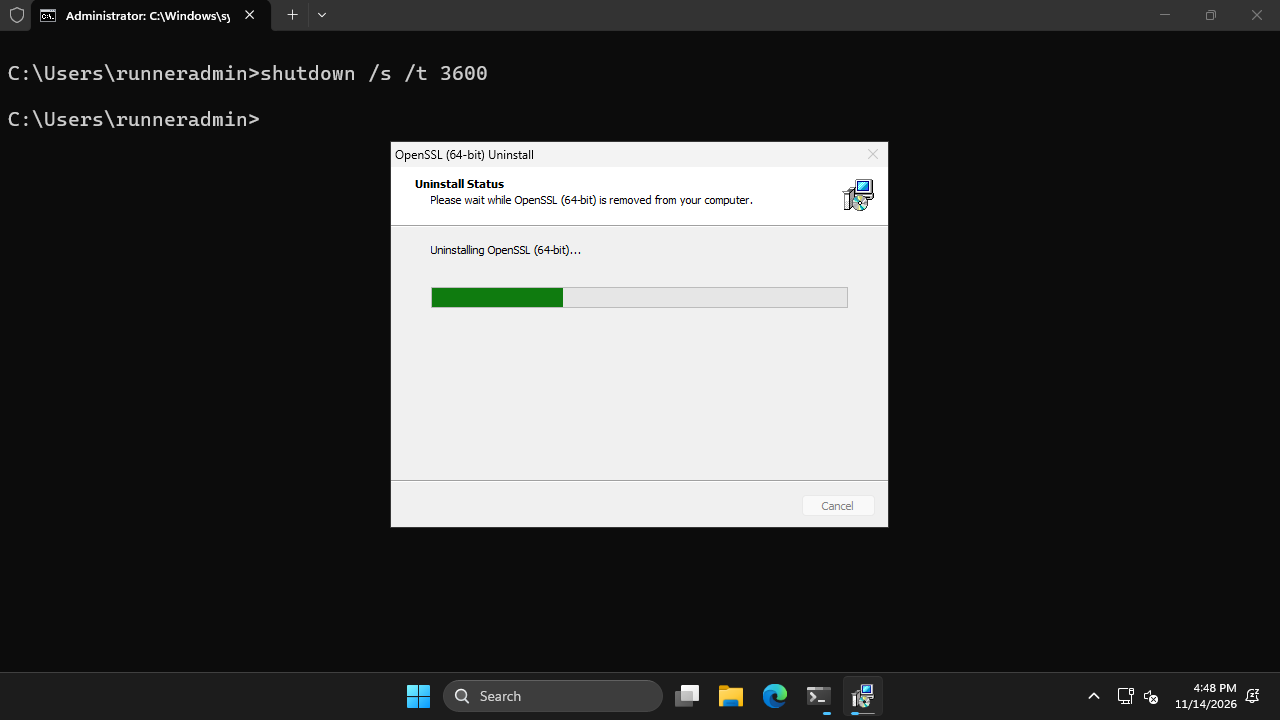 Administrator: C:\Windows\sy
C:\Users\runneradmin>shutdown /s /t 3600
C:\Users\runneradmin>
OpenSSL (64-bit) Uninstall
Uninstall Status
Please wait while OpenSSL (64-bit) is removed from your computer.
Uninstalling OpenSSL (64-bit)...
Cancel
Search
4:48 PM
11/14/2026